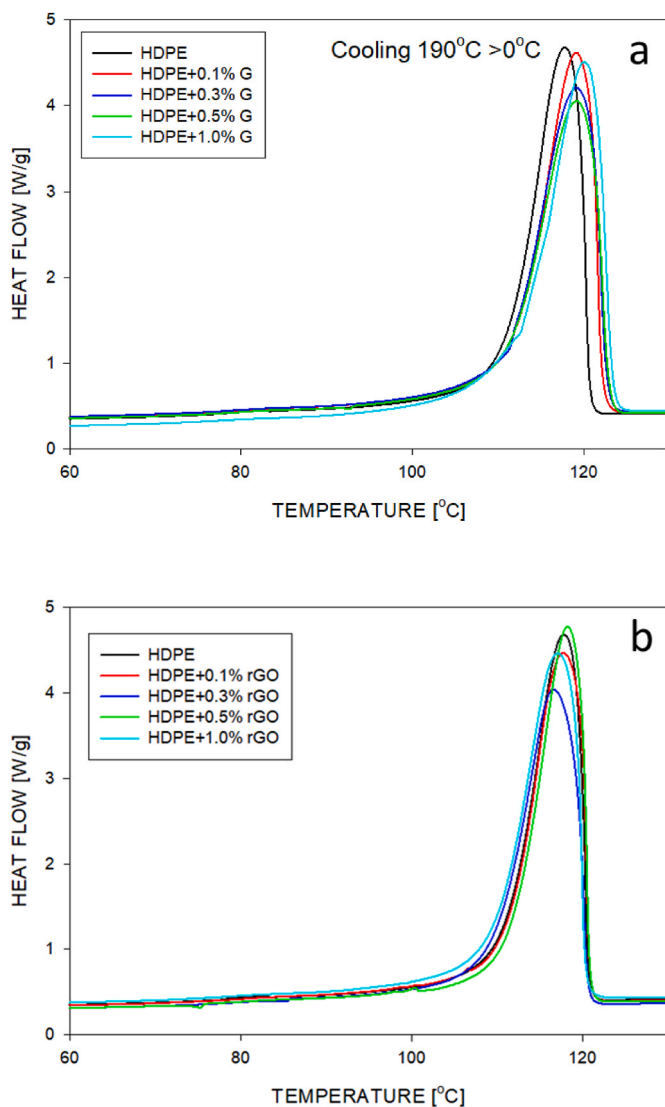 a
Cooling 190°C >0°C
HDPE
HDPE+0.1% G
HDPE+0.3% G
HDPE+0.5% G
HDPE+1.0% G
HEAT FLOW [W/g]
5
4
3
2
1
0
60
80
100
120
TEMPERATURE [°C]
b
HDPE
HDPE+0.1% rGO
HDPE+0.3% rGO
HDPE+0.5% rGO
HDPE+1.0% rGO
HEAT FLOW [W/g]
5
4
3
2
1
0
60
80
100
120
TEMPERATURE [°C]